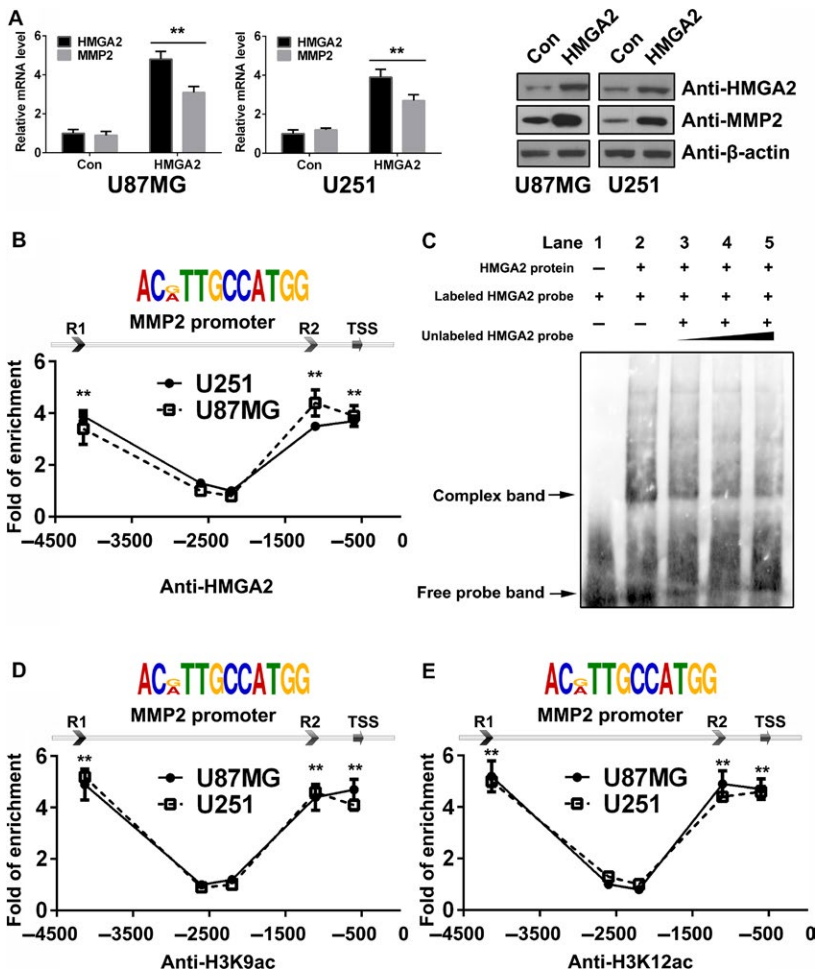 A
HMGA2
MMP2
**
Relative mRNA level
6
4
2
0
Con
HMGA2
U87MG
HMGA2
MMP2
**
Relative mRNA level
6
4
2
0
Con
HMGA2
U251
Con
HMGA2
Con
HMGA2
Anti-HMGA2
Anti-MMP2
Anti-β-actin
U87MG
U251
B
ACGATTGCCATGG
R1
MMP2 promoter
R2
TSS
Fold of enrichment
6
4
2
0
**
U251
U87MG
**
**
–4500
–3500
–2500
–1500
–500
0
Anti-HMGA2
C
Lane 1 2 3 4 5
HMGA2 protein – + + + +
Labeled HMGA2 probe + + + + +
Unlabeled HMGA2 probe – – + + +
Complex band
Free probe band
D
ACGATTGCCATGG
R1
MMP2 promoter
R2
TSS
Fold of enrichment
6
4
2
0
**
U87MG
U251
**
**
–4500
–3500
–2500
–1500
–500
0
Anti-H3K9ac
E
ACGATTGCCATGG
R1
MMP2 promoter
R2
TSS
Fold of enrichment
6
4
2
0
**
U87MG
U251
**
**
–4500
–3500
–2500
–1500
–500
0
Anti-H3K12ac